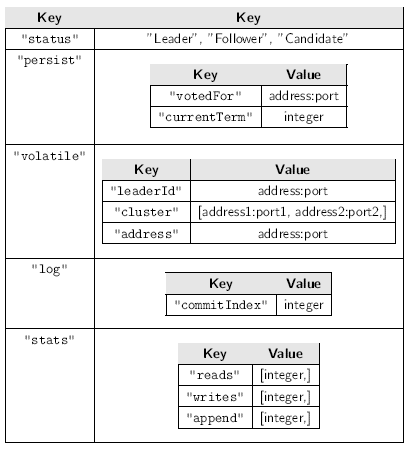 Key Key
"status" "Leader", "Follower", "Candidate"
"persist"
Key Value
"votedFor" address:port
"currentTerm" integer
"volatile"
Key Value
"leaderId" address:port
"cluster" [address1:port1, address2:port2,]
"address" address:port
"log"
Key Value
"commitIndex" integer
"stats"
Key Value
"reads" [integer,]
"writes" [integer,]
"append" [integer,]